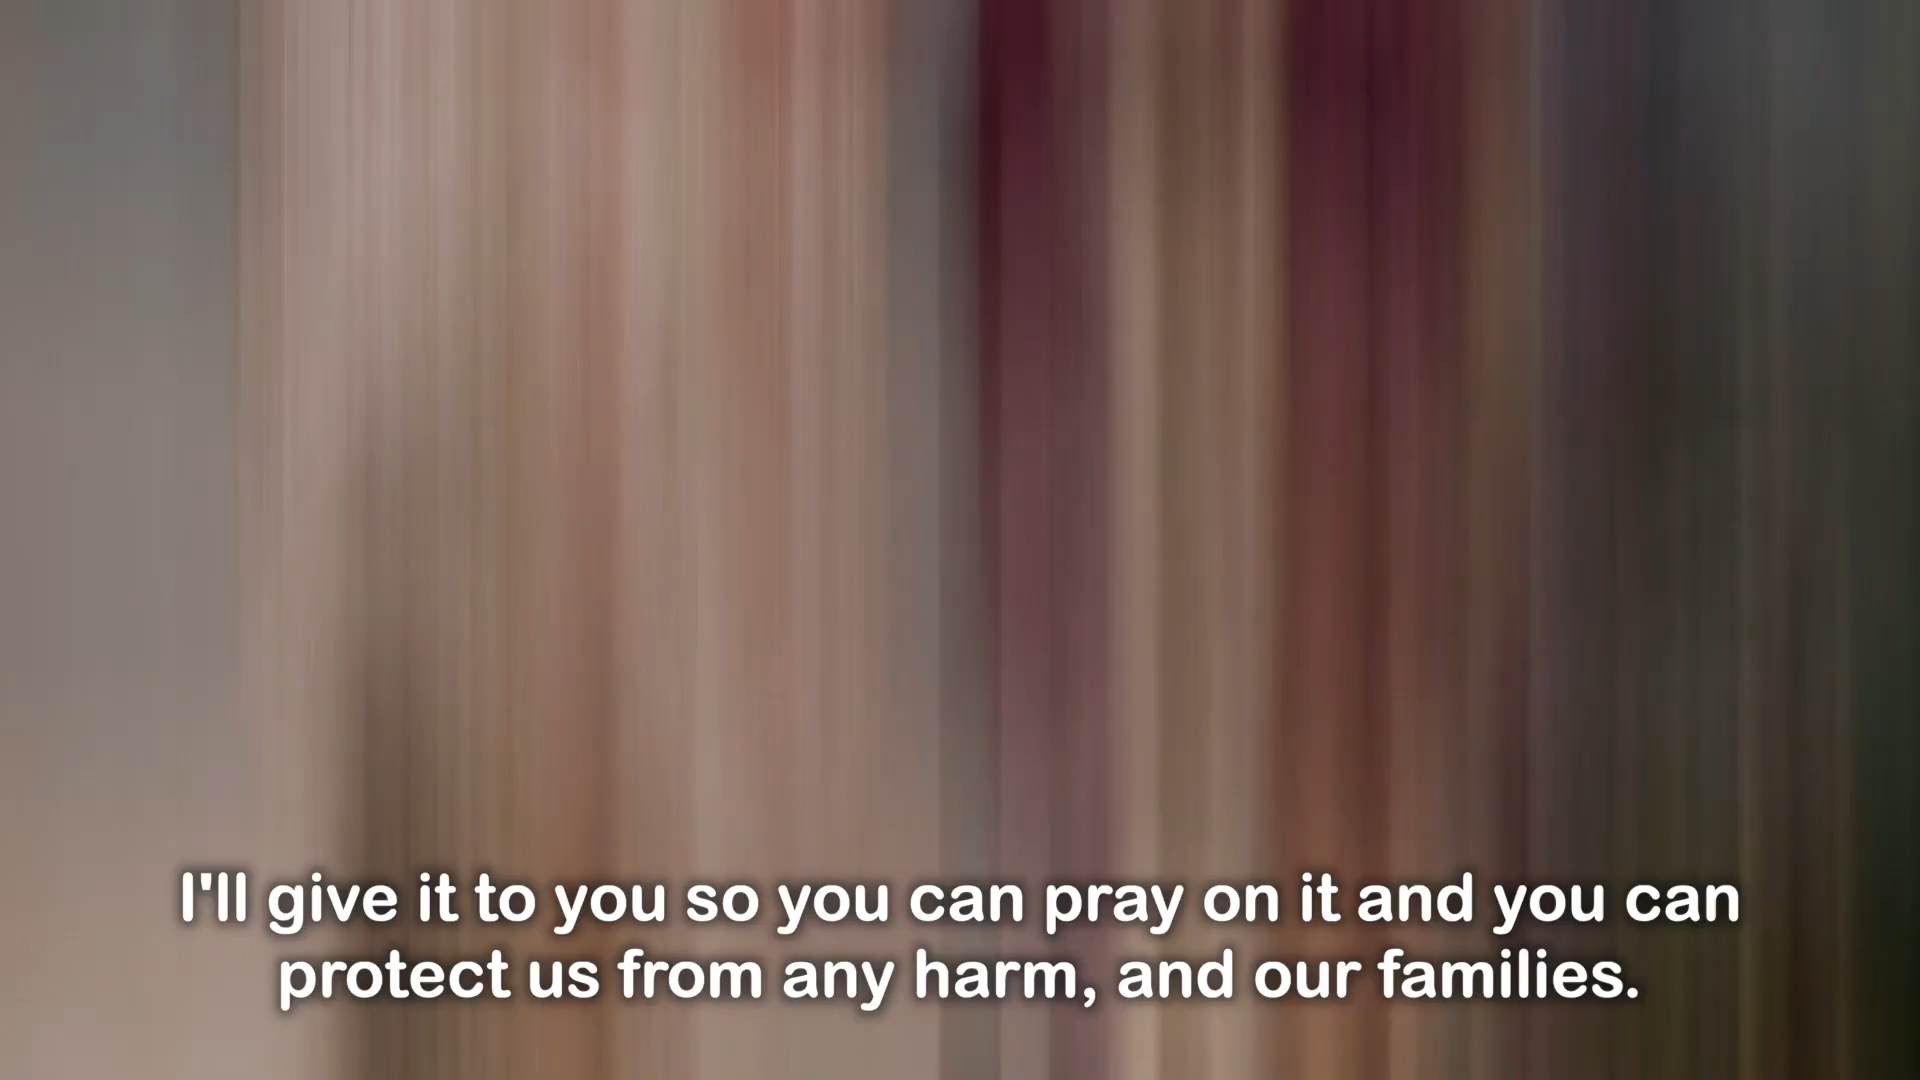 I'll give it to you so you can pray on it and you can
protect us from any harm, and our families.